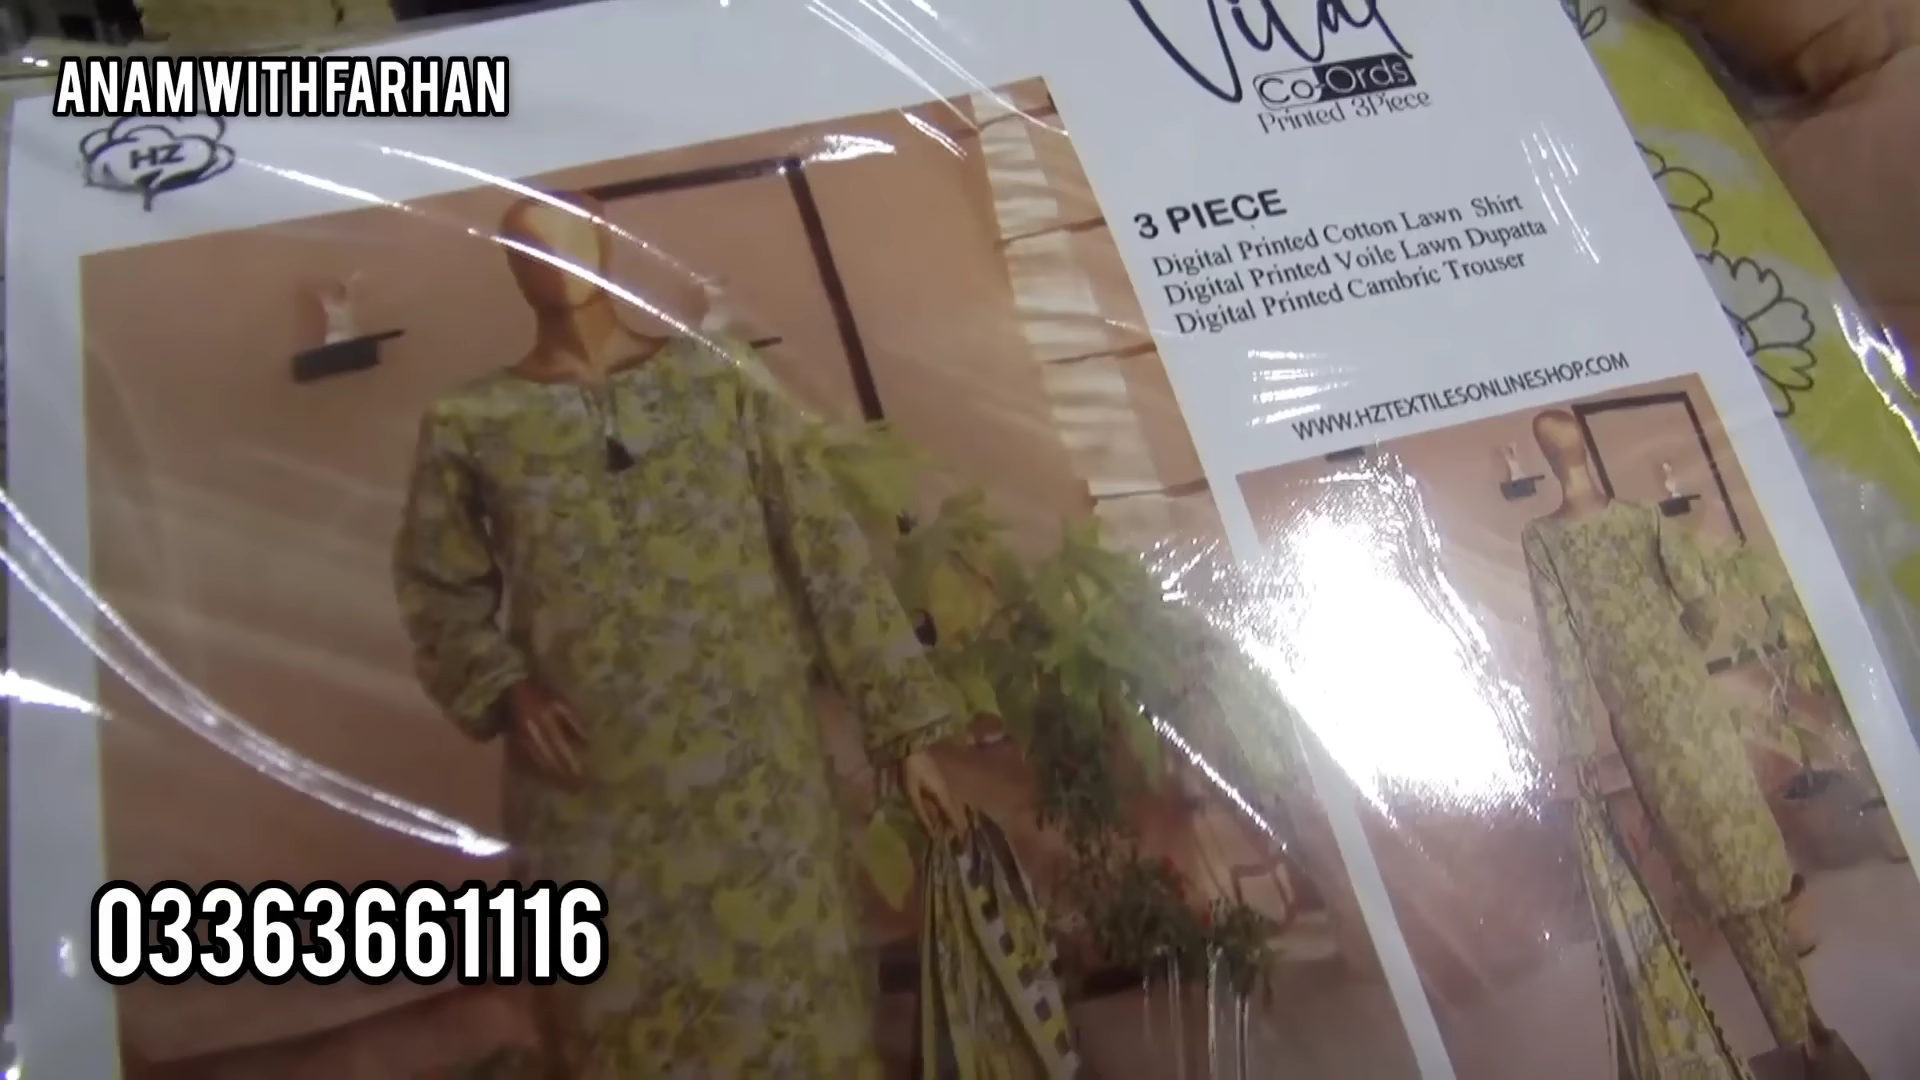 ANAM WITH FARHAN
HZ
Co-Ords
Printed 3Piece
3 PIECE
Digital Printed Cotton Lawn Shirt
Digital Printed Voile Lawn Dupatta
Digital Printed Cambric Trouser
WWW.HZTEXTILESONLINESHOP.COM
03363661116